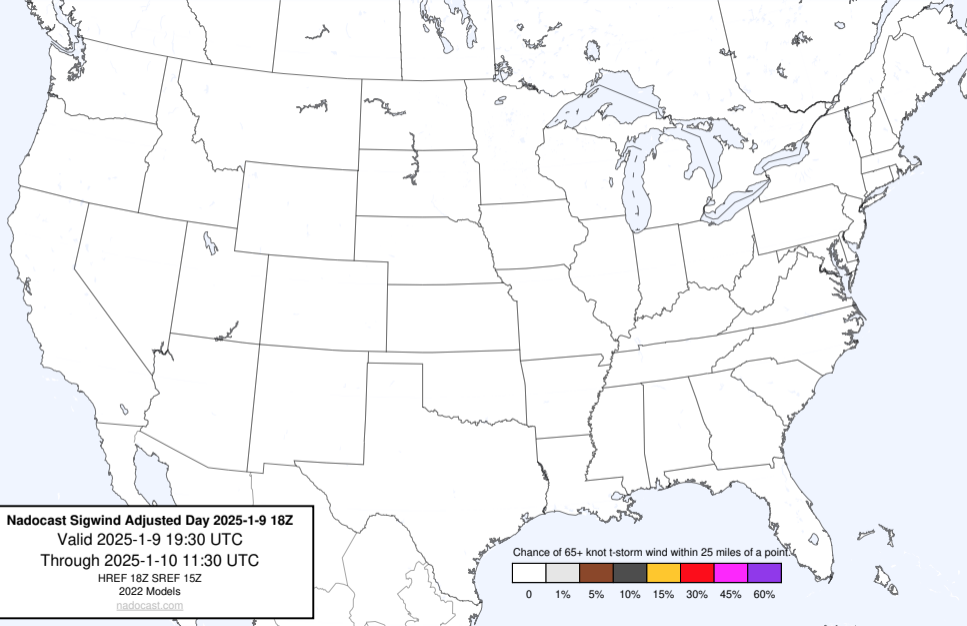 Nadocast Sigwind Adjusted Day 2025-1-9 18Z
Valid 2025-1-9 19:30 UTC
Through 2025-1-10 11:30 UTC
HREF 18Z SREF 15Z
2022 Models
nadocast.com
Chance of 65+ knot t-storm wind within 25 miles of a point.
0 1% 5% 10% 15% 30% 45% 60%